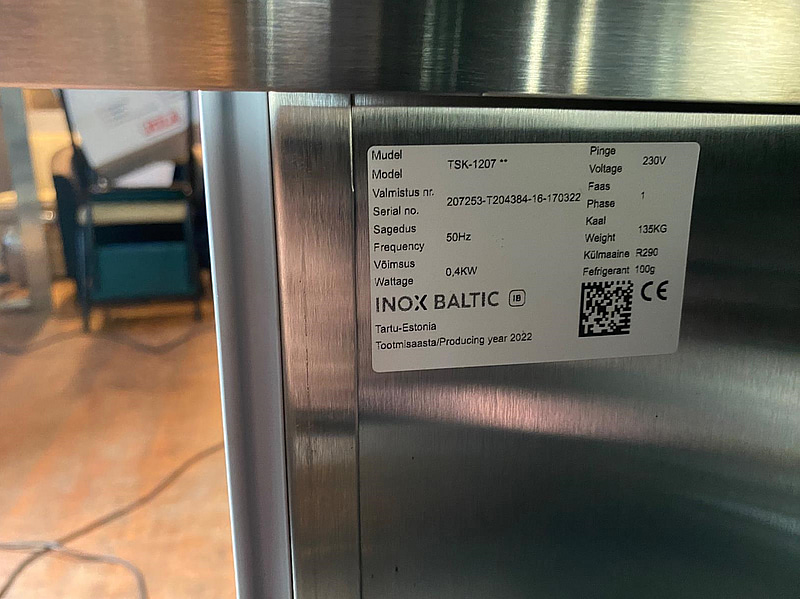 Mudel
Model
TSK-1207 **
Valmistus nr.
Serial no.
207253-T204384-16-170322
Sagedus
Frequency
50Hz
Võimsus
Wattage
0,4KW
Pinge
Voltage
230V
Faas
Phase
1
Kaal
Weight
135KG
Külmaaine
Fefrigerant
R290
100g
INOX BALTIC IB
CE
Tartu-Estonia
Tootmisaasta/Producing year 2022